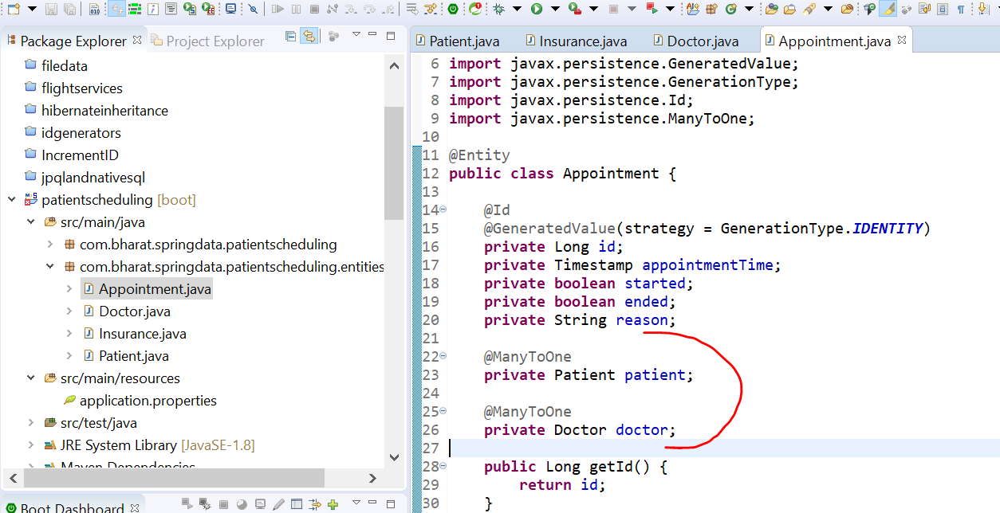 Package Explorer
Project Explorer
filedata
flightservices
hibernateinheritance
idgenerators
IncrementID
jpqlandnativesql
patientscheduling [boot]
src/main/java
com.bharat.springdata.patientscheduling
com.bharat.springdata.patientscheduling.entities
Appointment.java
Doctor.java
Insurance.java
Patient.java
src/main/resources
application.properties
src/test/java
JRE System Library [JavaSE-1.8]
Maven Dependencies
Boot Dashboard
Patient.java
Insurance.java
Doctor.java
Appointment.java
6 import javax.persistence.GeneratedValue;
7 import javax.persistence.GenerationType;
8 import javax.persistence.Id;
9 import javax.persistence.ManyToOne;
10
11 @Entity
12 public class Appointment {
13
14 @Id
15 @GeneratedValue(strategy = GenerationType.IDENTITY)
16 private Long id;
17 private Timestamp appointmentTime;
18 private boolean started;
19 private boolean ended;
20 private String reason;
21
22 @ManyToOne
23 private Patient patient;
24
25 @ManyToOne
26 private Doctor doctor;
27
28 public Long getId() {
29 return id;
30 }